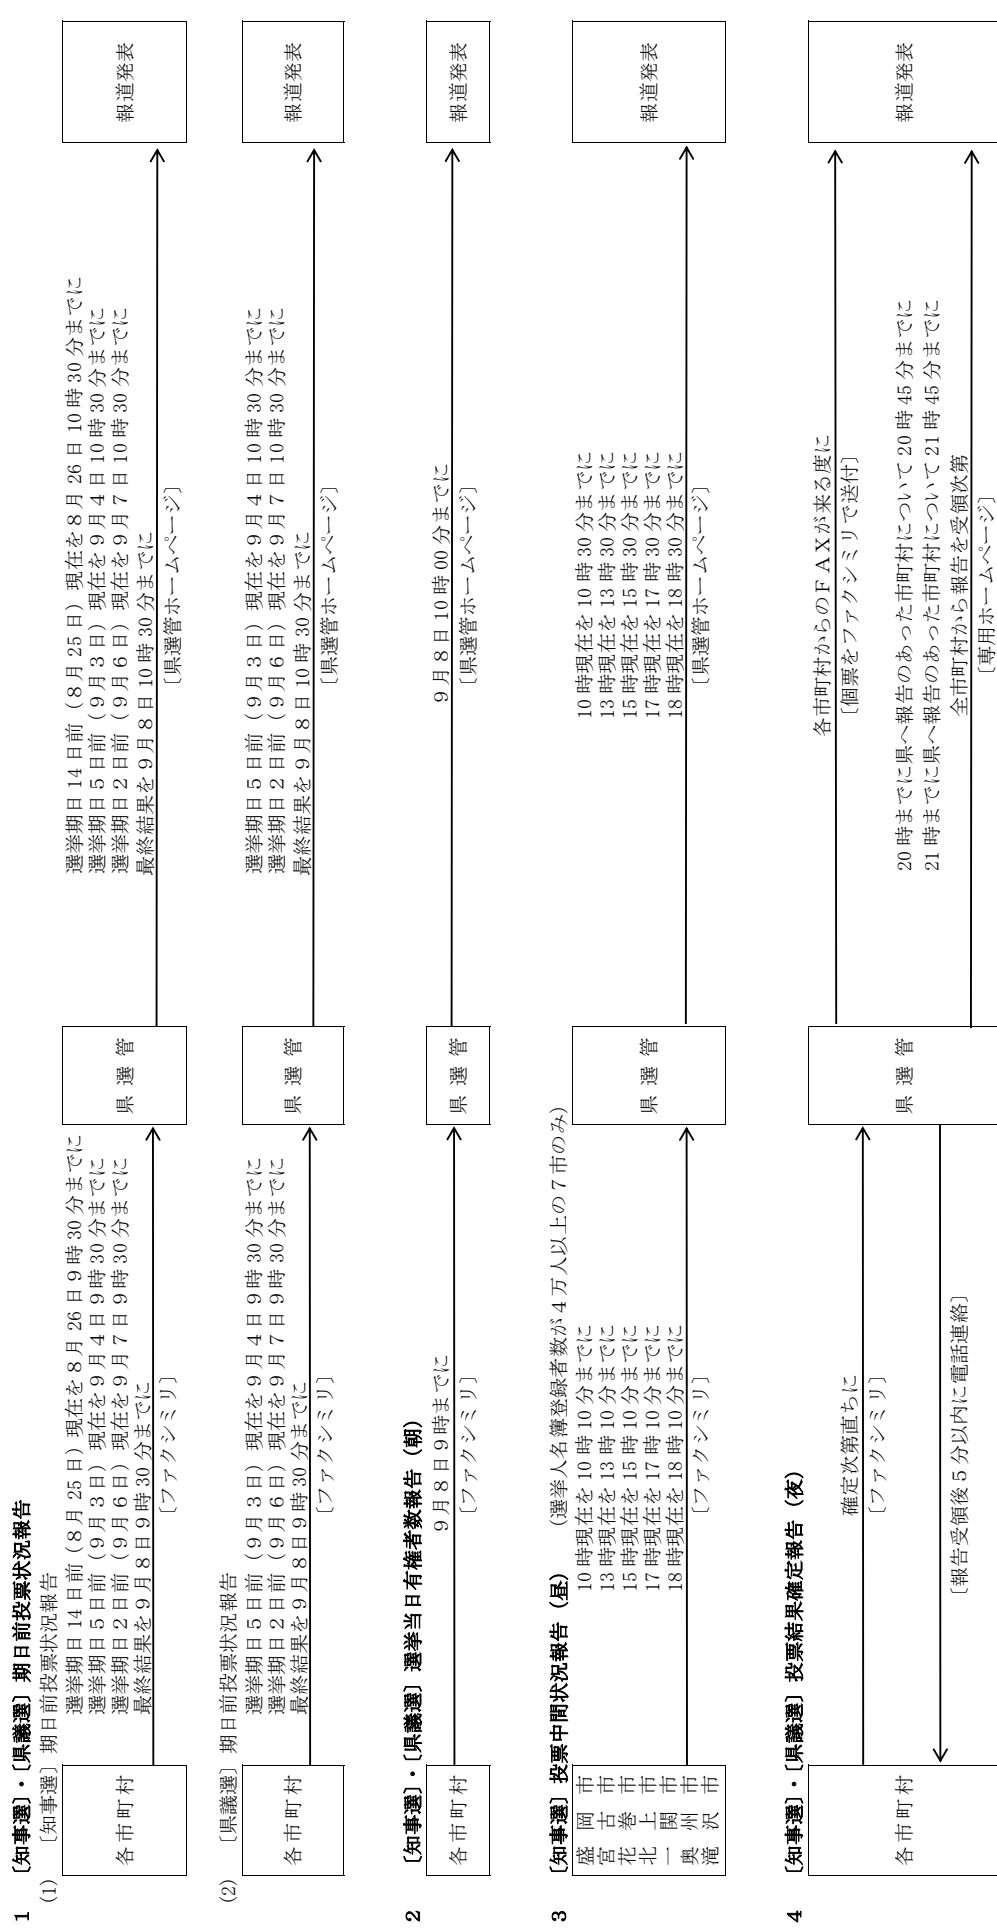 1 〔知事選〕・〔県議選〕期日前投票状況報告
(1) 〔知事選〕期日前投票状況報告
各市町村
選挙期日14日前（8月25日）現在を8月26日9時30分までに
選挙期日5日前（9月3日）現在を9月4日9時30分までに
選挙期日2日前（9月6日）現在を9月7日9時30分までに
最終結果を9月8日9時30分までに
［ファクシミリ］
県選管
選挙期日14日前（8月25日）現在を8月26日10時30分までに
選挙期日5日前（9月3日）現在を9月4日10時30分までに
選挙期日2日前（9月6日）現在を9月7日10時30分までに
最終結果を9月8日10時30分までに
［県選管ホームページ］
報道発表
(2) 〔県議選〕期日前投票状況報告
各市町村
選挙期日5日前（9月3日）現在を9月4日9時30分までに
選挙期日2日前（9月6日）現在を9月7日9時30分までに
最終結果を9月8日9時30分までに
［ファクシミリ］
県選管
選挙期日5日前（9月3日）現在を9月4日10時30分までに
選挙期日2日前（9月6日）現在を9月7日10時30分までに
最終結果を9月8日10時30分までに
［県選管ホームページ］
報道発表
2 〔知事選〕・〔県議選〕選挙当日有権者数報告（朝）
各市町村
9月8日9時までに
［ファクシミリ］
県選管
9月8日10時00分までに
［県選管ホームページ］
報道発表
3 〔知事選〕投票中間状況報告（昼） （選挙人名簿登録者数が4万人以上の7市のみ）
盛岡市
宮古市
花巻市
北上市
一関市
奥州市
滝沢市
10時現在を10時10分までに
13時現在を13時10分までに
15時現在を15時10分までに
17時現在を17時10分までに
18時現在を18時10分までに
［ファクシミリ］
県選管
10時現在を10時30分までに
13時現在を13時30分までに
15時現在を15時30分までに
17時現在を17時30分までに
18時現在を18時30分までに
［県選管ホームページ］
報道発表
4 〔知事選〕・〔県議選〕投票結果確定報告（夜）
各市町村
確定次第直ちに
［ファクシミリ］
［報告受領後5分以内に電話連絡］
県選管
各市町村からのＦＡＸが来る度に
［個票をファクシミリで送付］
20時までに県へ報告のあった市町村について20時45分までに
21時までに県へ報告のあった市町村について21時45分までに
全市町村から報告を受領次第
［専用ホームページ］
報道発表